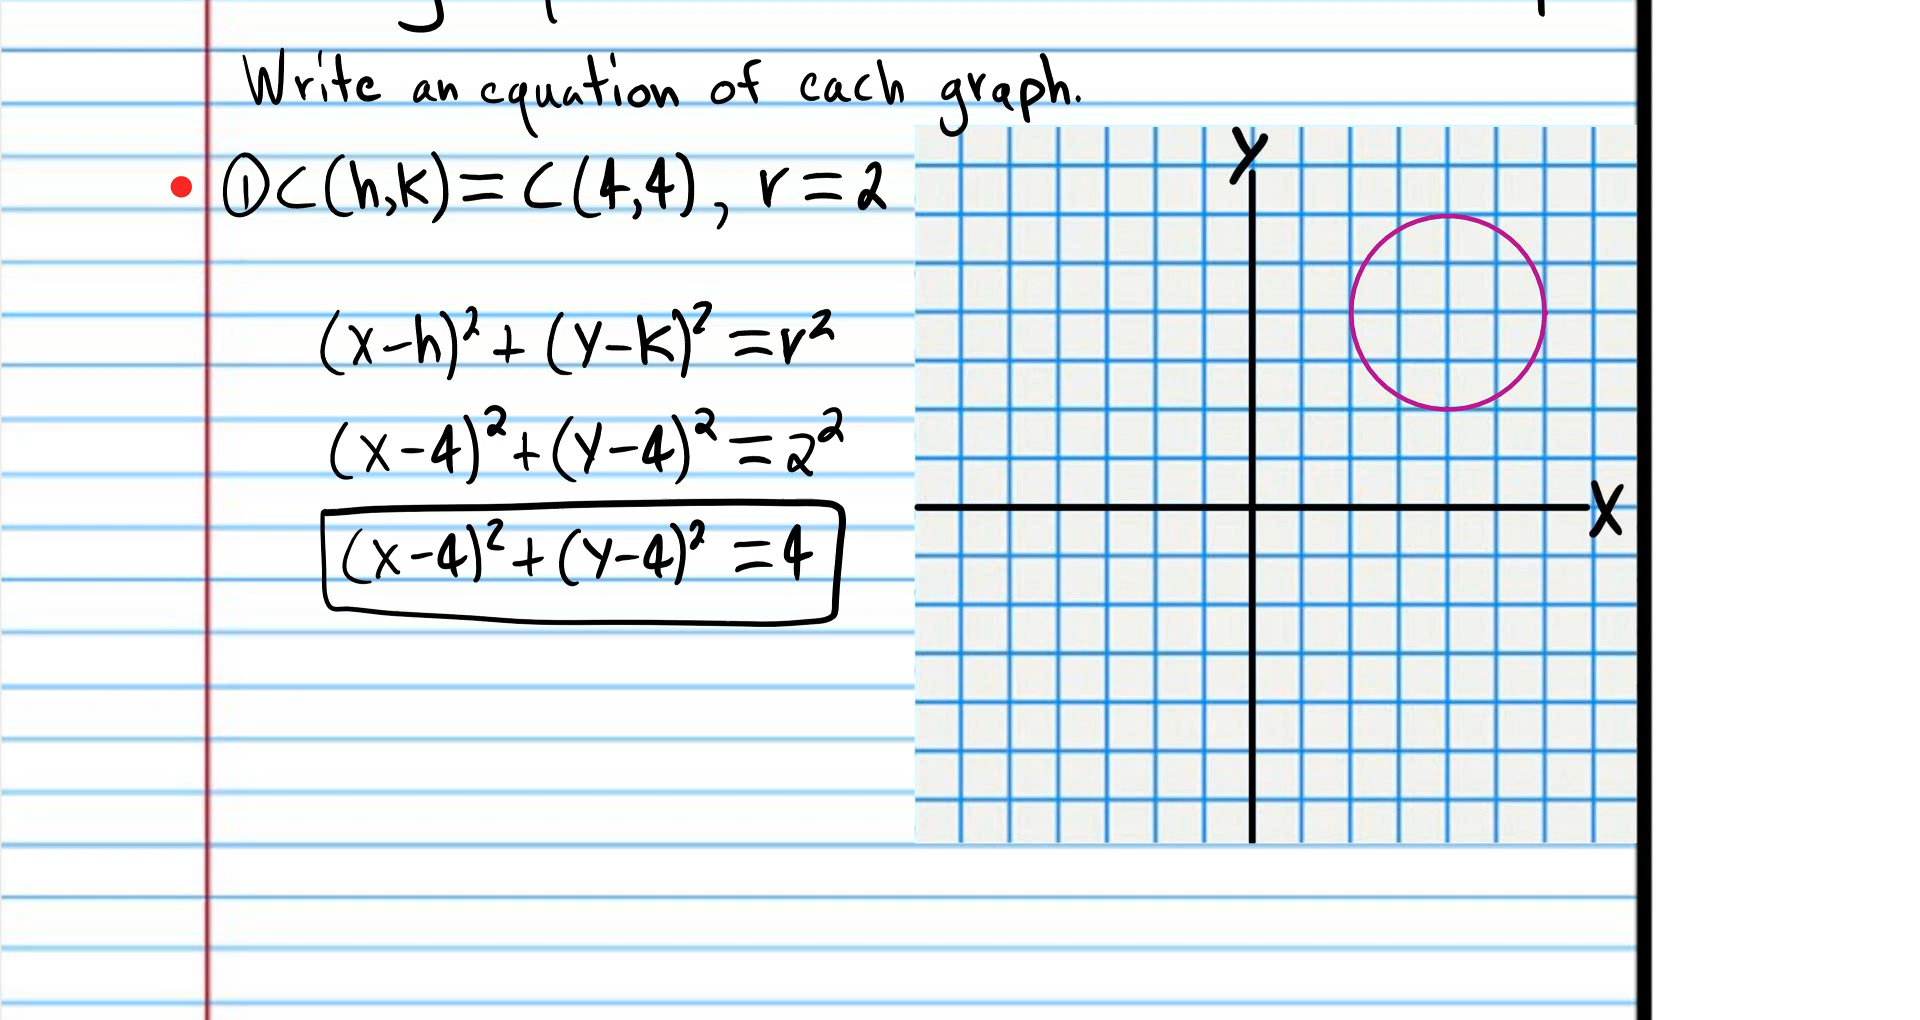 Write an equation of each graph.
① C(h,k) = C(4,4), r = 2
(x-h)² + (y-k)² = r²
(x-4)² + (y-4)² = 2²
(x-4)² + (y-4)² = 4
y
X